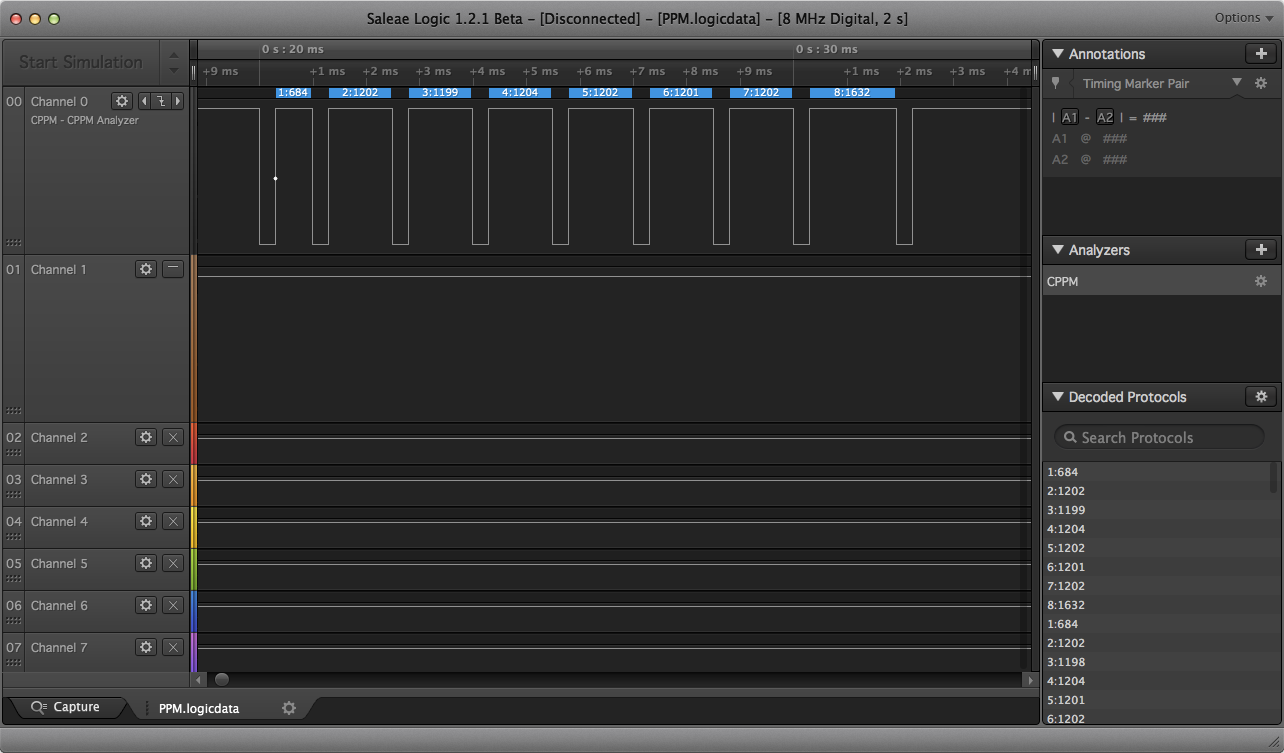 Saleae Logic 1.2.1 Beta - [Disconnected] - [PPM.logicdata] - [8 MHz Digital, 2 s]
Options
Start Simulation
0 s : 20 ms
0 s : 30 ms
+9 ms +1 ms +2 ms +3 ms +4 ms +5 ms +6 ms +7 ms +8 ms +9 ms +1 ms +2 ms +3 ms +4 m
00 Channel 0
CPPM - CPPM Analyzer
1:684 2:1202 3:1199 4:1204 5:1202 6:1201 7:1202 8:1632
01 Channel 1
02 Channel 2
03 Channel 3
04 Channel 4
05 Channel 5
06 Channel 6
07 Channel 7
Capture
PPM.logicdata
Annotations
Timing Marker Pair
| A1 - A2 | = ###
A1 @ ###
A2 @ ###
Analyzers
CPPM
Decoded Protocols
Search Protocols
1:684
2:1202
3:1199
4:1204
5:1202
6:1201
7:1202
8:1632
1:684
2:1202
3:1198
4:1204
5:1201
6:1202